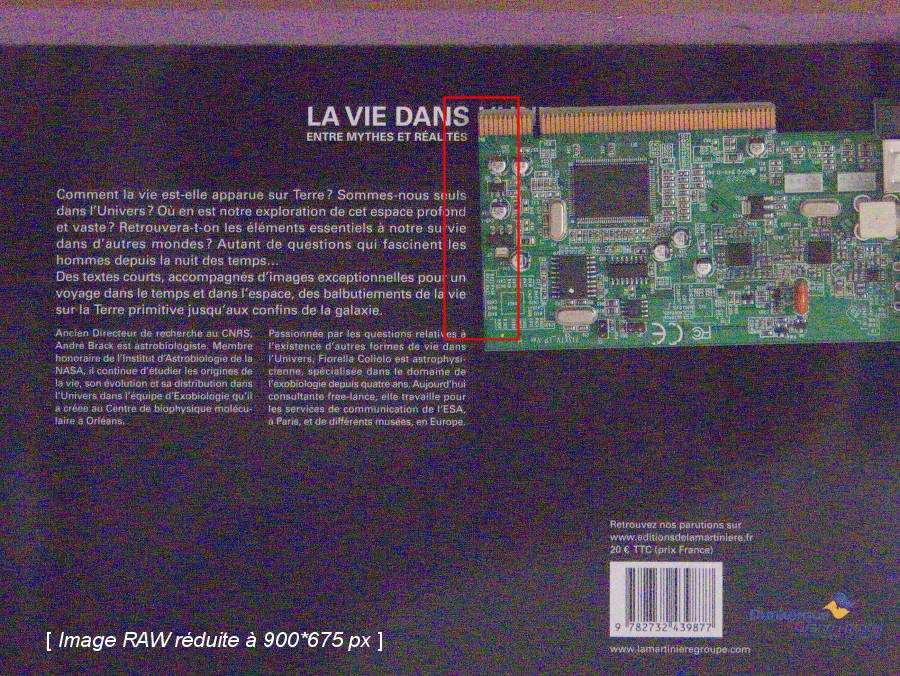 LA VIE DANS
ENTRE MYTHES ET RÉALITÉS
Comment la vie est-elle apparue sur Terre ? Sommes-nous seuls
dans l'Univers ? Où en est notre exploration de cet espace profond
et vaste ? Retrouvera-t-on les éléments essentiels à notre survie
dans d'autres mondes ? Autant de questions qui fascinent les
hommes depuis la nuit des temps...
Des textes courts, accompagnés d'images exceptionnelles pour un
voyage dans le temps et dans l'espace, des balbutiements de la vie
sur la Terre primitive jusqu'aux confins de la galaxie.
Ancien Directeur de recherche au CNRS,
André Brack est astrobiologiste. Membre
honoraire de l'Institut d'Astrobiologie de la
NASA, il continue d'étudier les origines de
la vie, son évolution et sa distribution dans
l'Univers dans l'équipe d'Exobiologie qu'il
a créée au Centre de biophysique molécu-
laire à Orléans.
Passionnée par les questions relatives à
l'existence d'autres formes de vie dans
l'Univers, Fiorella Coliolo est astrophysi-
cienne, spécialisée dans le domaine de
l'exobiologie depuis quatre ans. Aujourd'hui
consultante free-lance, elle travaille pour
les services de communication de l'ESA,
à Paris, et de différents musées, en Europe.
CE
FC
Retrouvez nos parutions sur
www.editionsdelamartiniere.fr
20 € TTC (prix France)
9 782732 439877
www.lamartinieregroupe.com
[ Image RAW réduite à 900*675 px ]